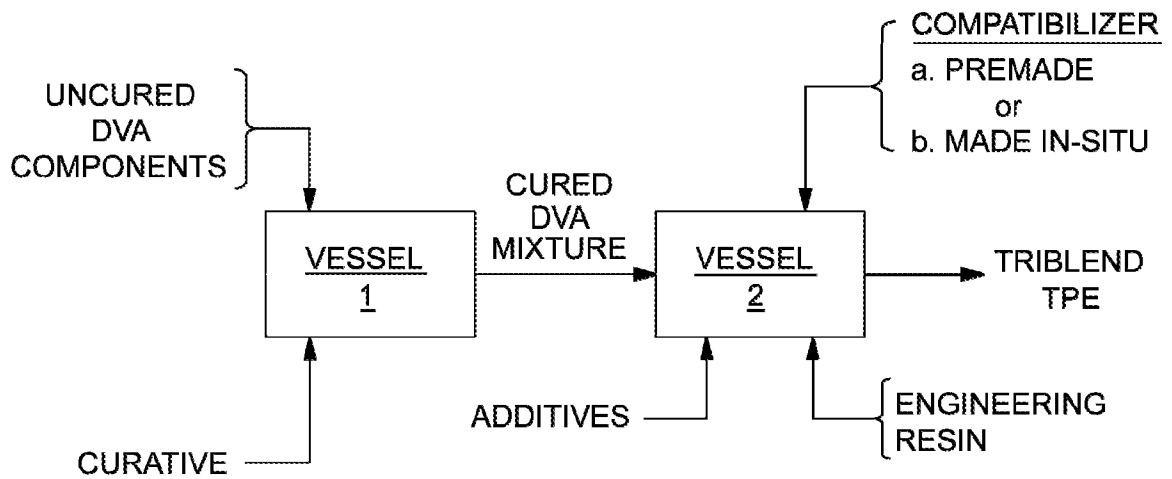 COMPATIBILIZER
a. PREMADE
or
b. MADE IN-SITU
UNCURED
DVA
COMPONENTS
CURED
DVA
MIXTURE
VESSEL
1
VESSEL
2
TRIBLEND
TPE
ADDITIVES
ENGINEERING
RESIN
CURATIVE